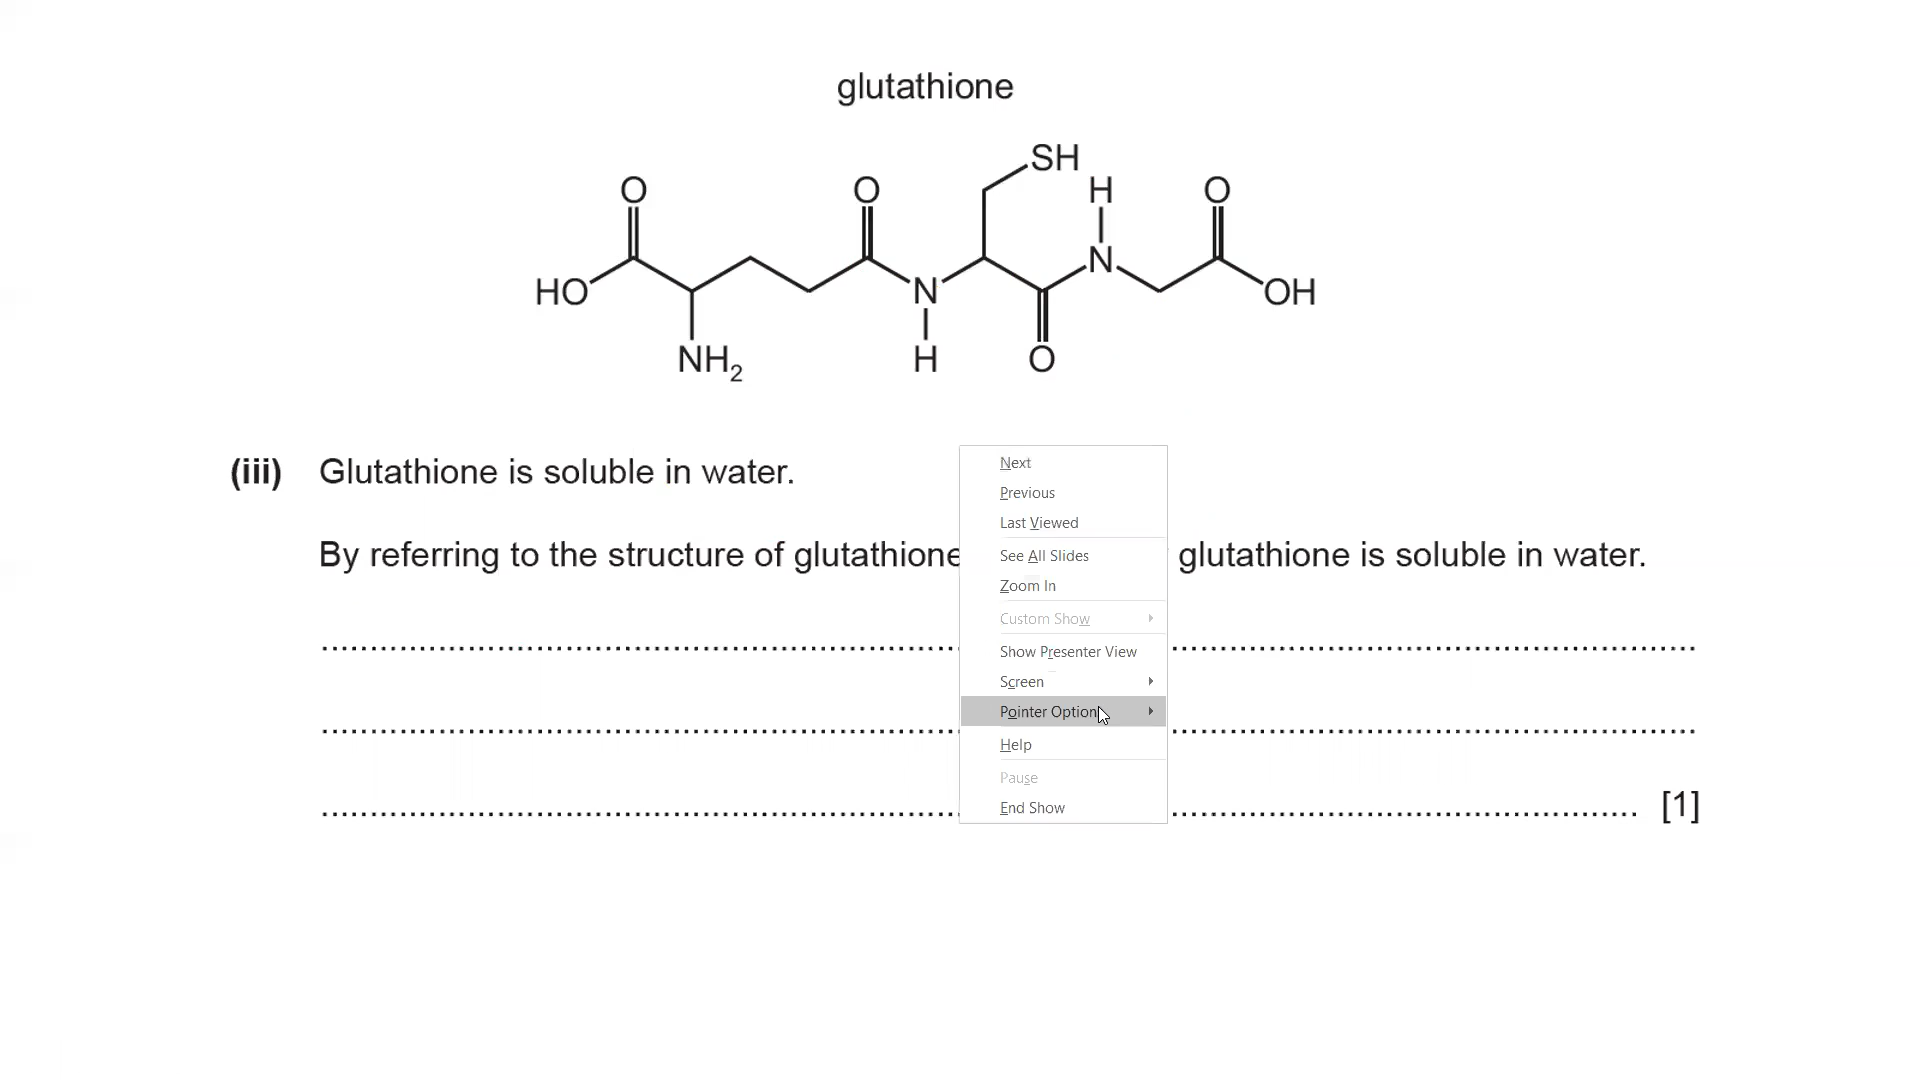 glutathione
SH
O O H O
HO N N OH
NH2 H O
(iii) Glutathione is soluble in water.
By referring to the structure of glutathione glutathione is soluble in water.
[1]
Next
Previous
Last Viewed
See All Slides
Zoom In
Custom Show
Show Presenter View
Screen
Pointer Option
Help
Pause
End Show